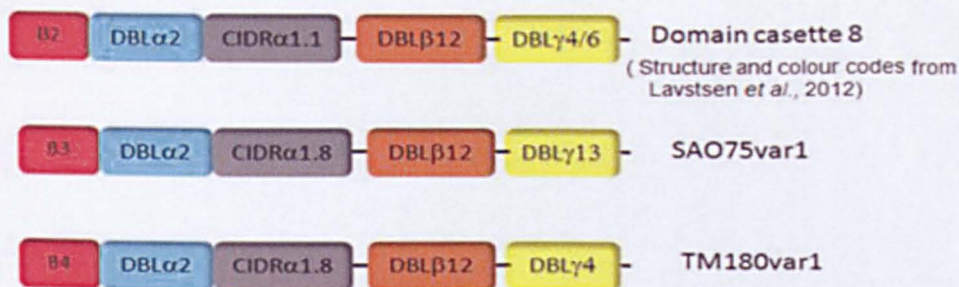 B2 DBLα2 CIDRα1.1 DBLβ12 DBLγ4/6 Domain casette 8
( Structure and colour codes from
Lavstsen et al., 2012)
B3 DBLα2 CIDRα1.8 DBLβ12 DBLγ13 SAO75var1
B4 DBLα2 CIDRα1.8 DBLβ12 DBLγ4 TM180var1